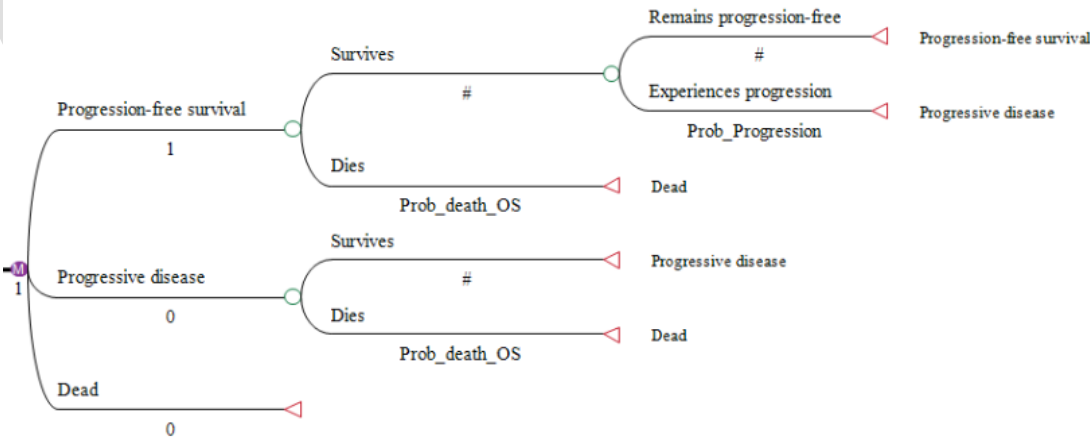 Remains progression-free
Progression-free survival
#
Survives
#
Experiences progression
Progressive disease
Prob_Progression
Progression-free survival
1
Dies
Dead
Prob_death_OS
Survives
Progressive disease
#
M
1
Progressive disease
0
Dies
Dead
Prob_death_OS
Dead
0